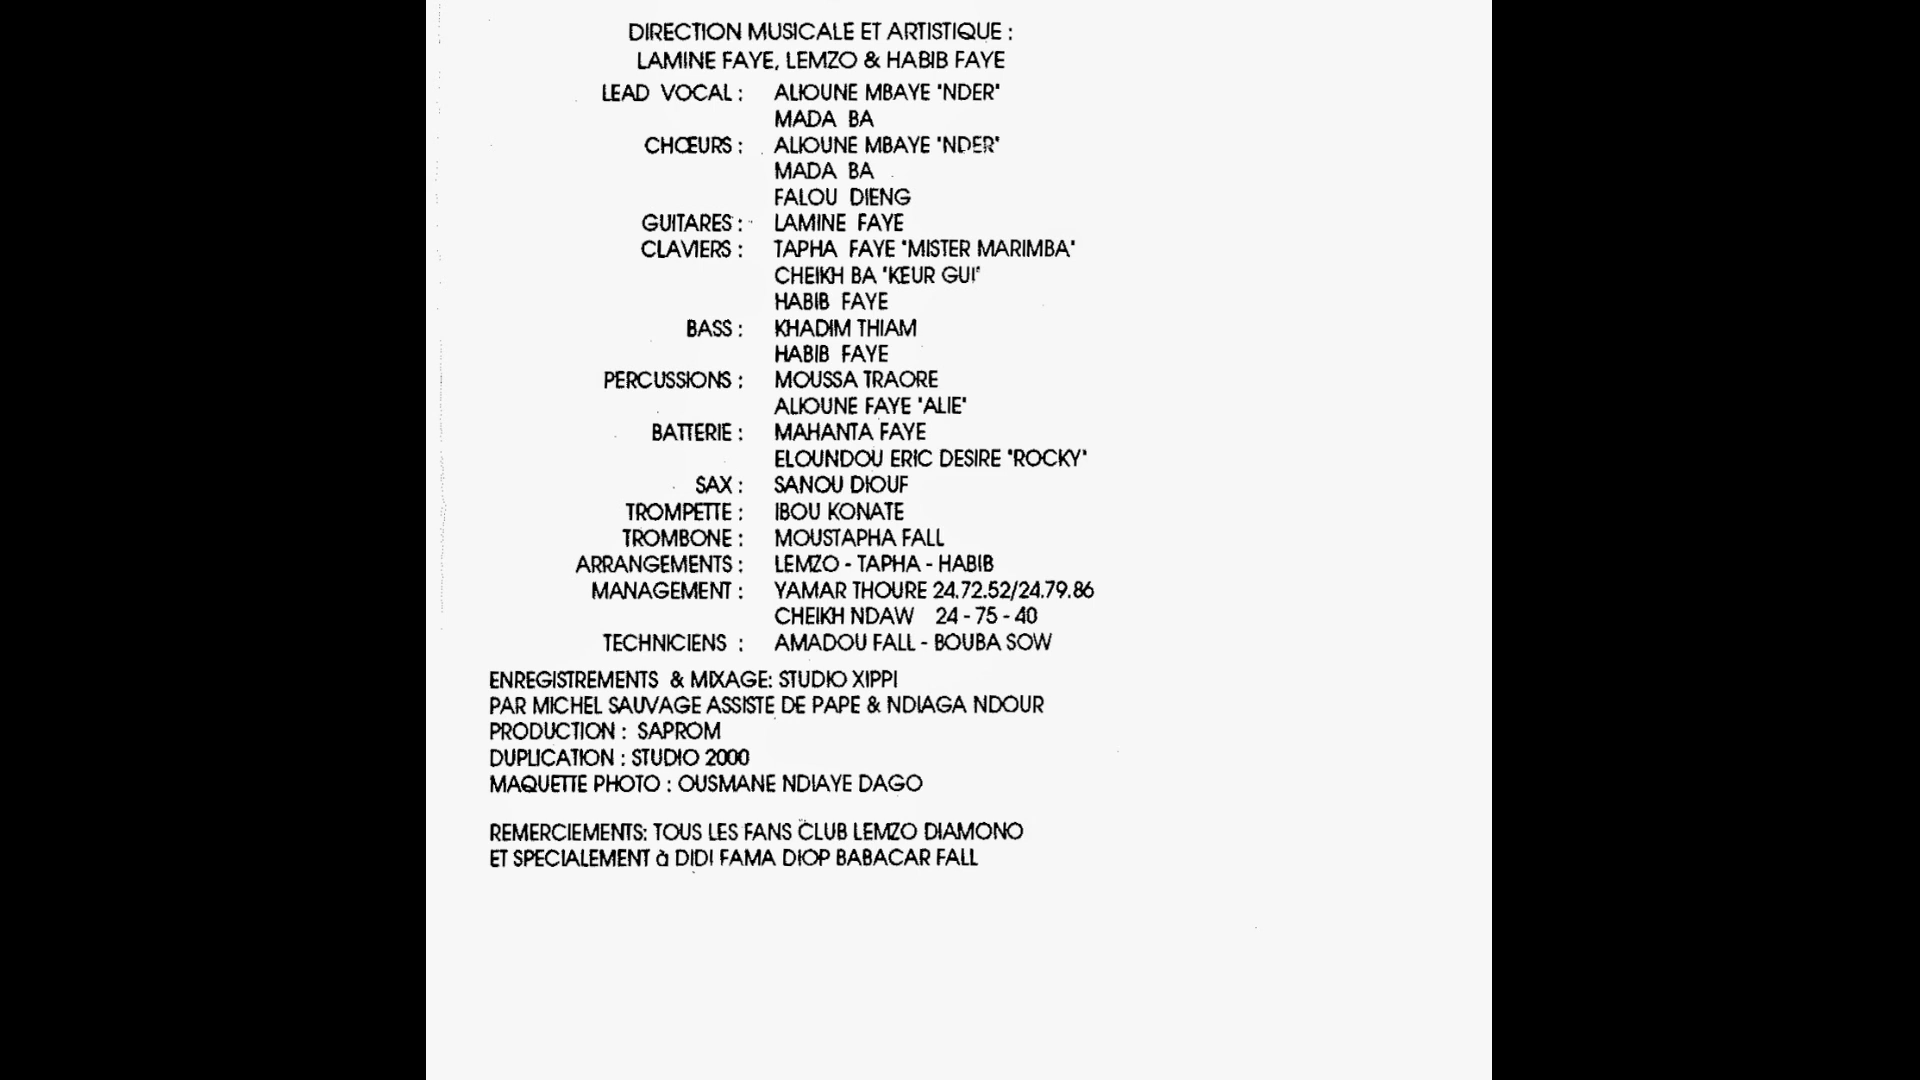 DIRECTION MUSICALE ET ARTISTIQUE :
LAMINE FAYE, LEMZO & HABIB FAYE
LEAD VOCAL : ALIOUNE MBAYE "NDER"
MADA BA
CHŒURS : ALIOUNE MBAYE "NDER"
MADA BA
FALOU DIENG
GUITARES : LAMINE FAYE
CLAVIERS : TAPHA FAYE "MISTER MARIMBA"
CHEIKH BA "KEUR GUI"
HABIB FAYE
BASS : KHADIM THIAM
HABIB FAYE
PERCUSSIONS : MOUSSA TRAORE
ALIOUNE FAYE "ALIE"
BATTERIE : MAHANTA FAYE
ELOUNDOU ERIC DESIRE "ROCKY"
SAX : SANOU DIOUF
TROMPETTE : IBOU KONATE
TROMBONE : MOUSTAPHA FALL
ARRANGEMENTS : LEMZO - TAPHA - HABIB
MANAGEMENT : YAMAR THOURE 24.72.52/24.79.86
CHEIKH NDAW 24 - 75 - 40
TECHNICIENS : AMADOU FALL - BOUBA SOW
ENREGISTREMENTS & MIXAGE: STUDIO XIPPI
PAR MICHEL SAUVAGE ASSISTE DE PAPE & NDIAGA NDOUR
PRODUCTION : SAPROM
DUPLICATION : STUDIO 2000
MAQUETTE PHOTO : OUSMANE NDIAYE DAGO
REMERCIEMENTS: TOUS LES FANS CLUB LEMZO DIAMONO
ET SPECIALEMENT à DIDI FAMA DIOP BABACAR FALL